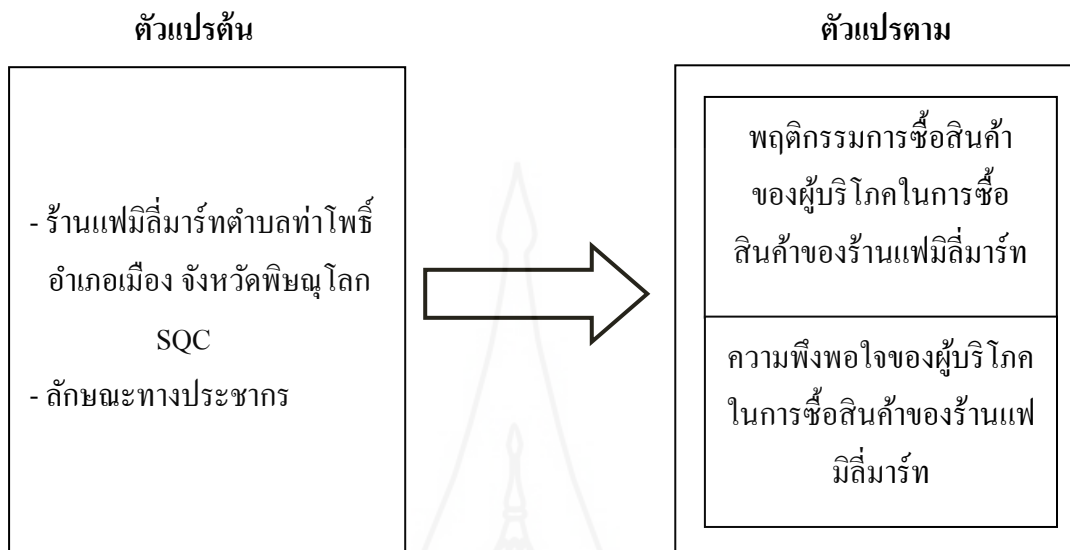 ตัวแปรต้น
- ร้านแฟมิลี่มาร์ทตำบลท่าโพธิ์
อำเภอเมือง จังหวัดพิษณุโลก
SQC
- ลักษณะทางประชากร
ตัวแปรตาม
พฤติกรรมการซื้อสินค้า
ของผู้บริโภคในการซื้อ
สินค้าของร้านแฟมิลี่มาร์ท
ความพึงพอใจของผู้บริโภค
ในการซื้อสินค้าของร้านแฟ
มิลี่มาร์ท